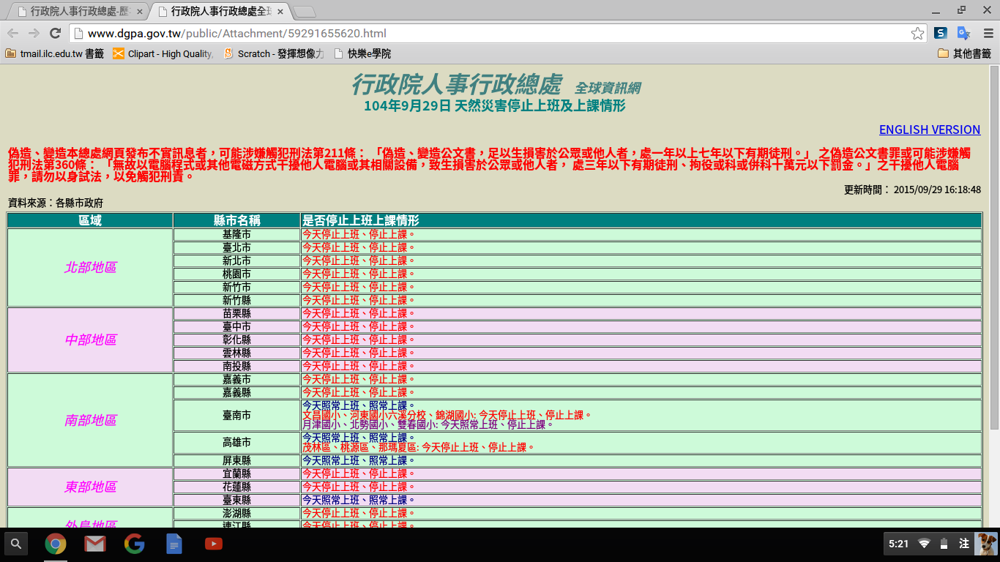 行政院人事行政總處-歷
行政院人事行政總處全球
www.dgpa.gov.tw/public/Attachment/59291655620.html
tmail.ilc.edu.tw 書籤 Clipart - High Quality, Scratch - 發揮想像力 快樂e學院 其他書籤
行政院人事行政總處 全球資訊網
104年9月29日 天然災害停止上班及上課情形
ENGLISH VERSION
偽造、變造本總處網頁發布不實訊息者，可能涉嫌觸犯刑法第211條：「偽造、變造公文書，足以生損害於公眾或他人者，處一年以上七年以下有期徒刑。」 之偽造公文書罪或可能涉嫌觸
犯刑法第360條：「無故以電腦程式或其他電磁方式干擾他人電腦或其相關設備，致生損害於公眾或他人者， 處三年以下有期徒刑、拘役或科或併科十萬元以下罰金。」之干擾他人電腦
罪，請勿以身試法，以免觸犯刑責。
更新時間： 2015/09/29 16:18:48
資料來源：各縣市政府
區域 縣市名稱 是否停止上班上課情形
北部地區
基隆市 今天停止上班、停止上課。
臺北市 今天停止上班、停止上課。
新北市 今天停止上班、停止上課。
桃園市 今天停止上班、停止上課。
新竹市 今天停止上班、停止上課。
新竹縣 今天停止上班、停止上課。
中部地區
苗栗縣 今天停止上班、停止上課。
臺中市 今天停止上班、停止上課。
彰化縣 今天停止上班、停止上課。
雲林縣 今天停止上班、停止上課。
南投縣 今天停止上班、停止上課。
南部地區
嘉義市 今天停止上班、停止上課。
嘉義縣 今天停止上班、停止上課。
臺南市 今天照常上班、照常上課。
文昌國小、河東國小六溪分校、錦湖國小: 今天停止上班、停止上課。
月津國小、北勢國小、雙春國小: 今天照常上班、停止上課。
高雄市 今天照常上班、照常上課。
茂林區、桃源區、那瑪夏區: 今天停止上班、停止上課。
屏東縣 今天照常上班、照常上課。
東部地區
宜蘭縣 今天停止上班、停止上課。
花蓮縣 今天停止上班、停止上課。
臺東縣 今天照常上班、照常上課。
外島地區
澎湖縣 今天停止上班、停止上課。
連江縣 今天停止上班、停止上課。
5:21 注